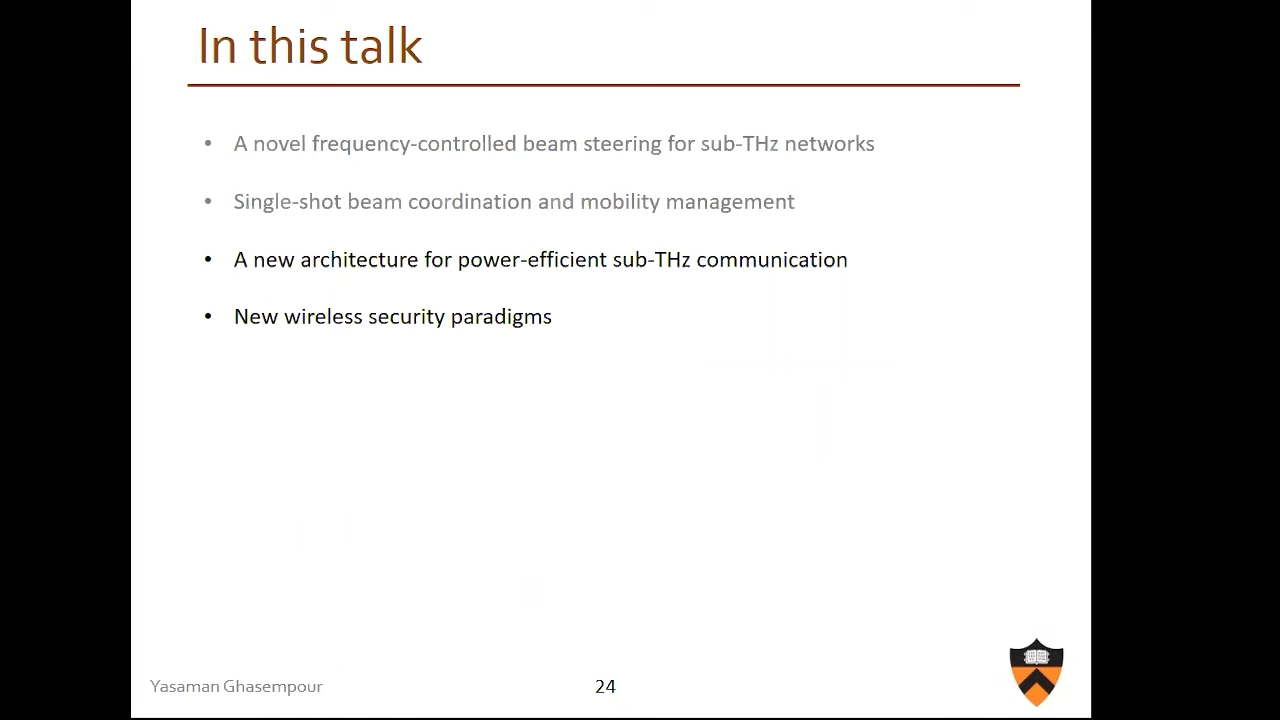 In this talk
• A novel frequency-controlled beam steering for sub-THz networks
• Single-shot beam coordination and mobility management
• A new architecture for power-efficient sub-THz communication
• New wireless security paradigms
Yasaman Ghasempour
24